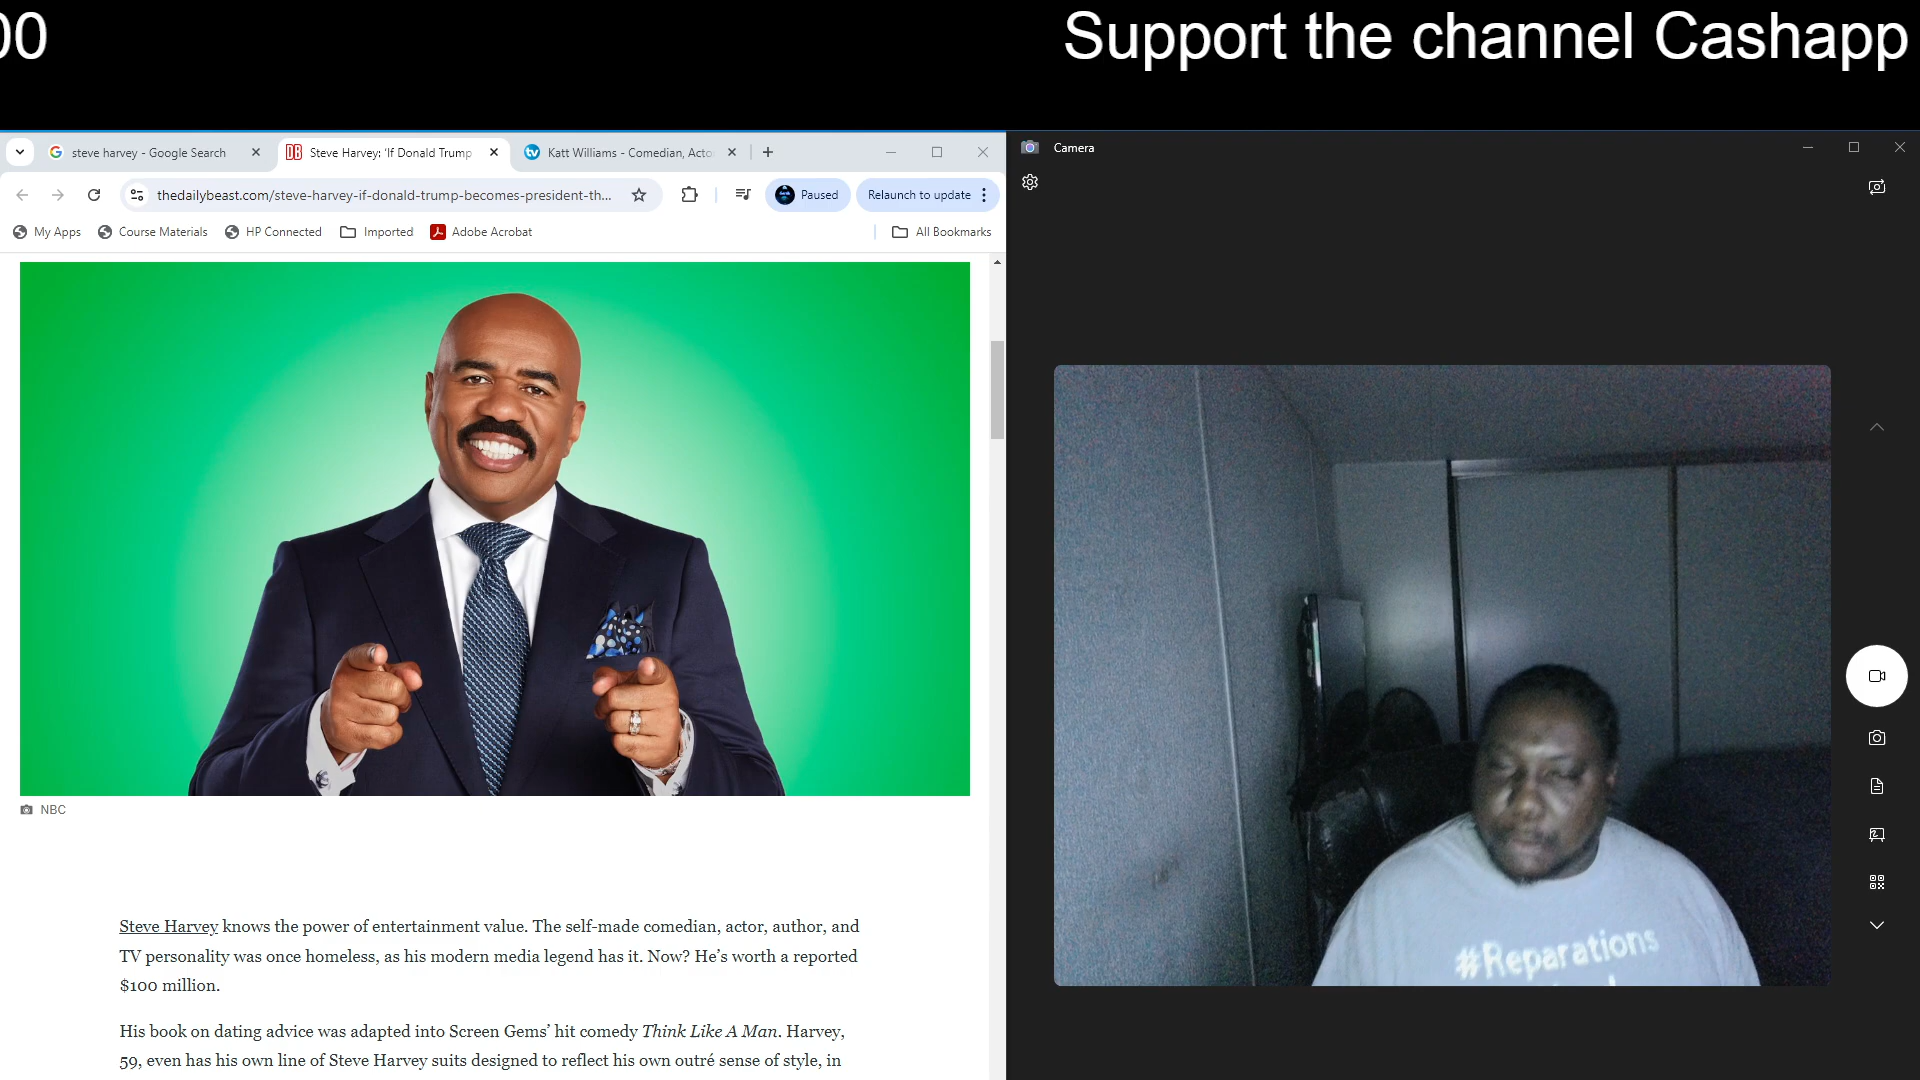 00
Support the channel Cashapp
steve harvey - Google Search
Steve Harvey: 'If Donald Trump
Katt Williams - Comedian, Acto
thedailybeast.com/steve-harvey-if-donald-trump-becomes-president-th...
Paused
Relaunch to update
My Apps
Course Materials
HP Connected
Imported
Adobe Acrobat
All Bookmarks
NBC
Steve Harvey knows the power of entertainment value. The self-made comedian, actor, author, and
TV personality was once homeless, as his modern media legend has it. Now? He's worth a reported
$100 million.
His book on dating advice was adapted into Screen Gems' hit comedy Think Like A Man. Harvey,
59, even has his own line of Steve Harvey suits designed to reflect his own outré sense of style, in
Camera
#Reparations